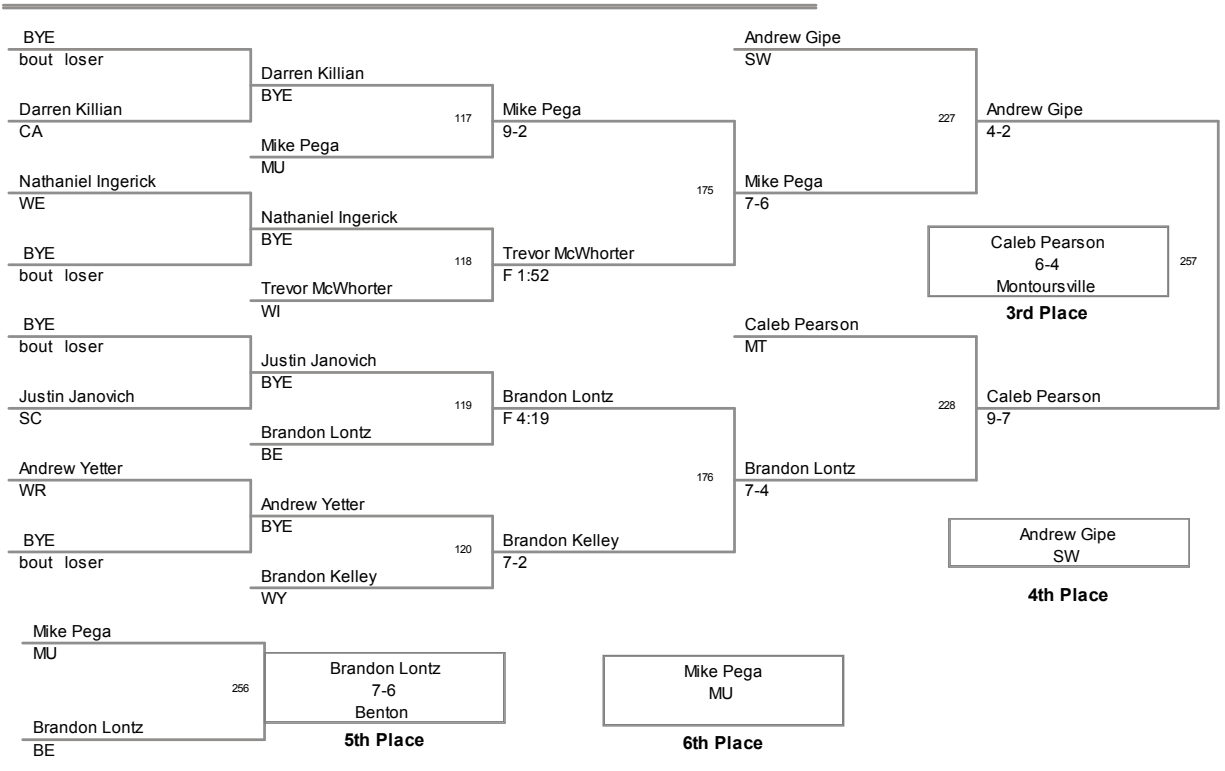 BYE
bout loser
Darren Killian
CA
Nathaniel Ingerick
WE
BYE
bout loser
BYE
bout loser
Justin Janovich
SC
Andrew Yetter
WR
BYE
bout loser
Darren Killian
BYE
117
Mike Pega
MU
Nathaniel Ingerick
BYE
118
Trevor McWhorter
WI
Justin Janovich
BYE
119
Brandon Lontz
BE
Andrew Yetter
BYE
120
Brandon Kelley
WY
Mike Pega
9-2
175
Trevor McWhorter
F 1:52
Brandon Lontz
F 4:19
176
Brandon Kelley
7-2
Andrew Gipe
SW
227
Mike Pega
7-6
Caleb Pearson
MT
228
Brandon Lontz
7-4
Andrew Gipe
4-2
Caleb Pearson
6-4
Montoursville
257
3rd Place
Caleb Pearson
9-7
Andrew Gipe
SW
4th Place
Mike Pega
MU
256
Brandon Lontz
BE
Brandon Lontz
7-6
Benton
5th Place
Mike Pega
MU
6th Place